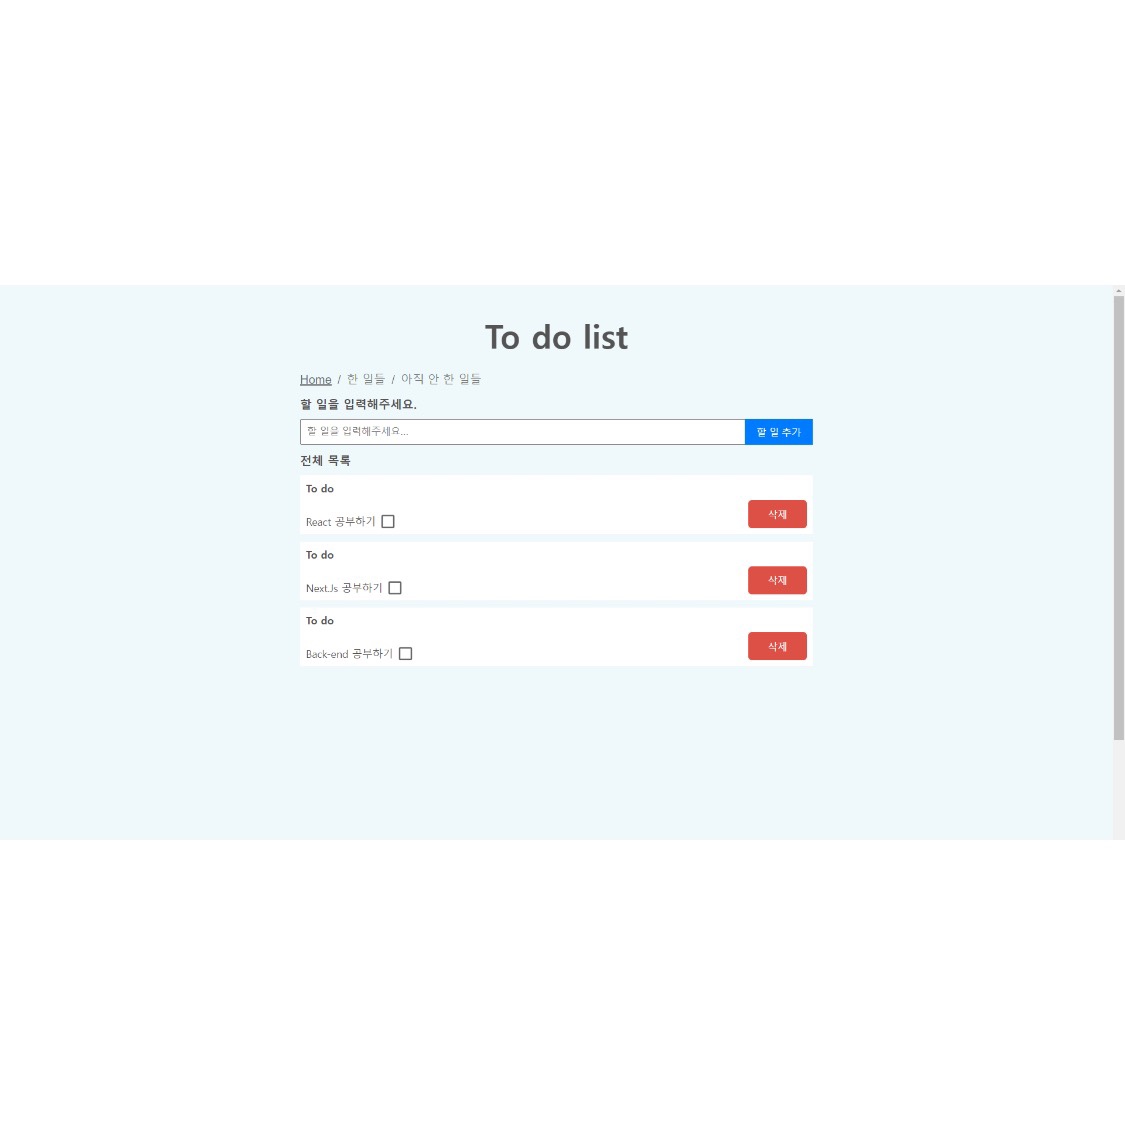 To do list
Home / 한 일들 / 아직 안 한 일들
할 일을 입력해주세요.
할 일을 입력해주세요...
할 일 추가
전체 목록
To do
React 공부하기
삭제
To do
Next.Js 공부하기
삭제
To do
Back-end 공부하기
삭제